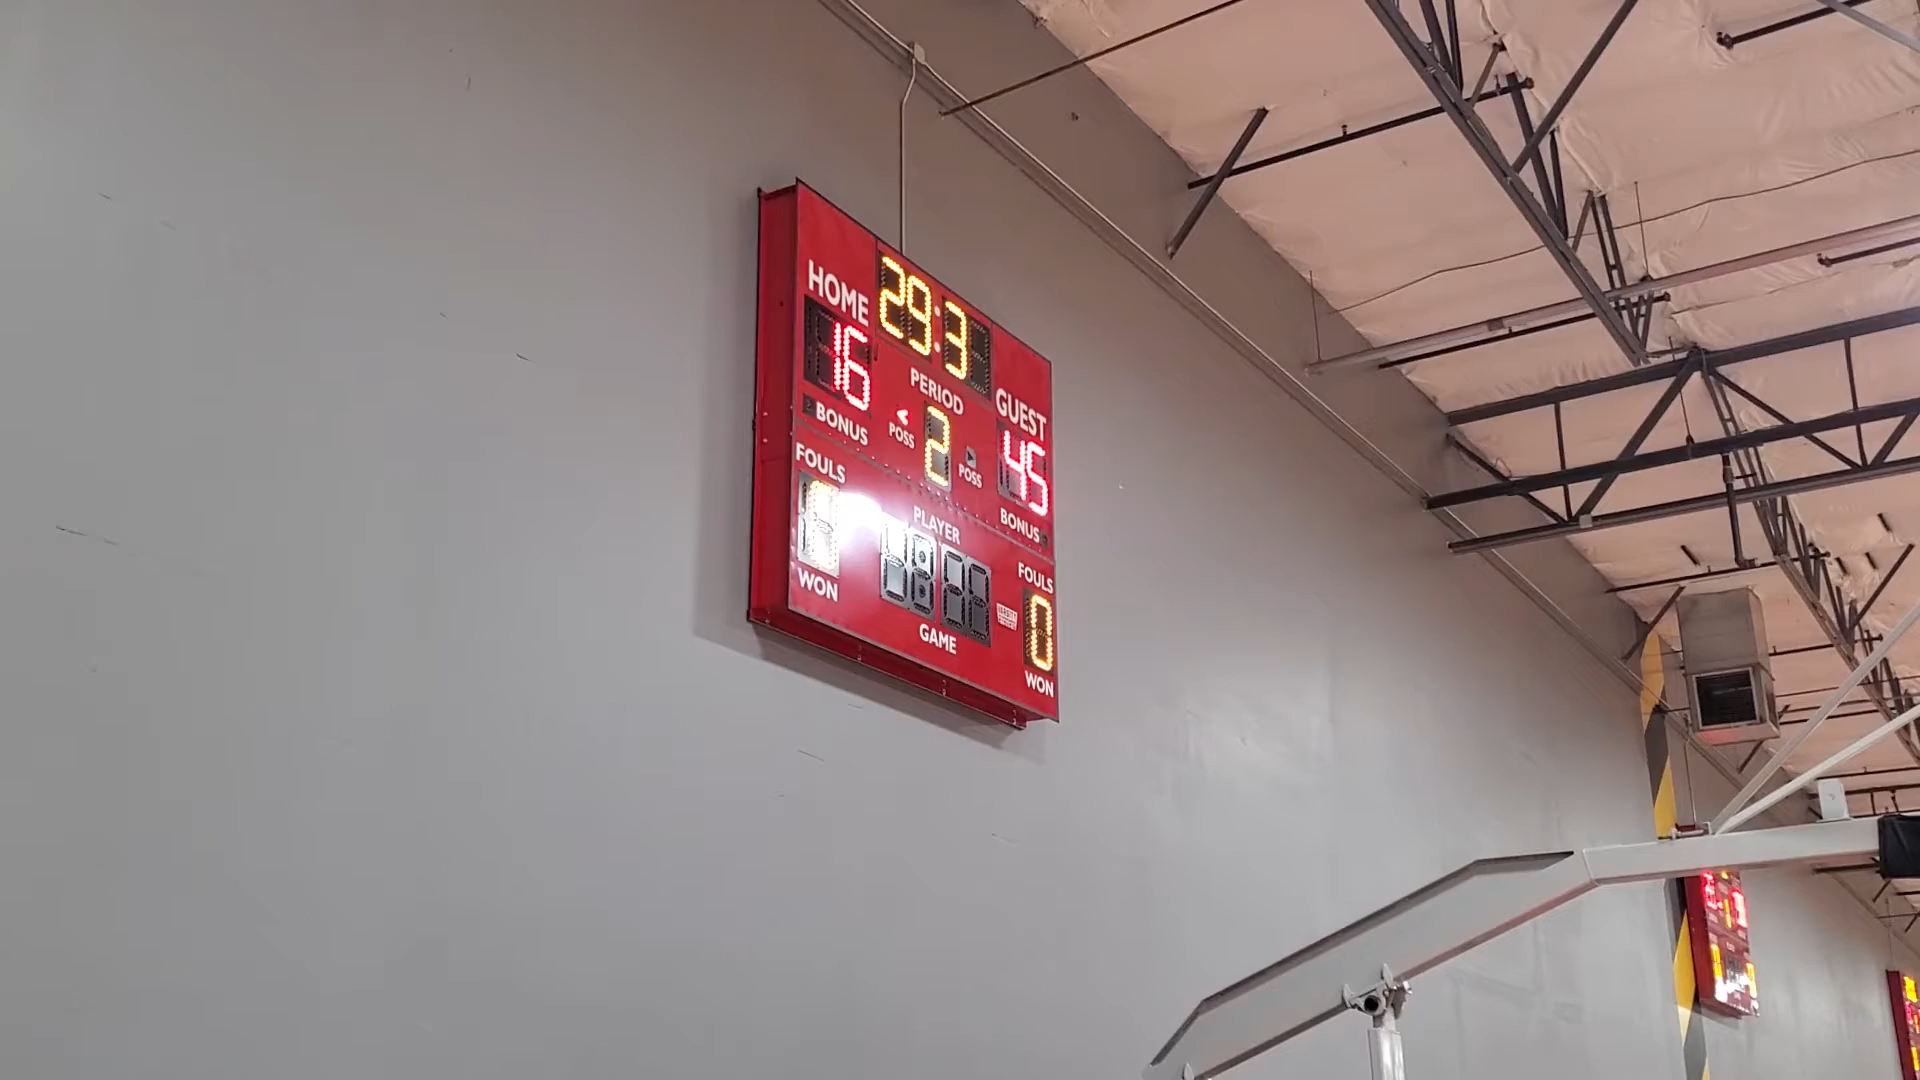 29:3
HOME
16
PERIOD
GUEST
2
45
BONUS
POSS
POSS
BONUS
FOULS
PLAYER
FOULS
0
WON
GAME
WON